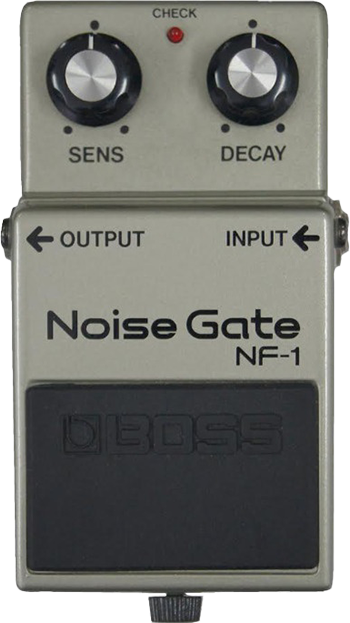 CHECK
SENS DECAY
OUTPUT INPUT
Noise Gate
NF-1
BOSS